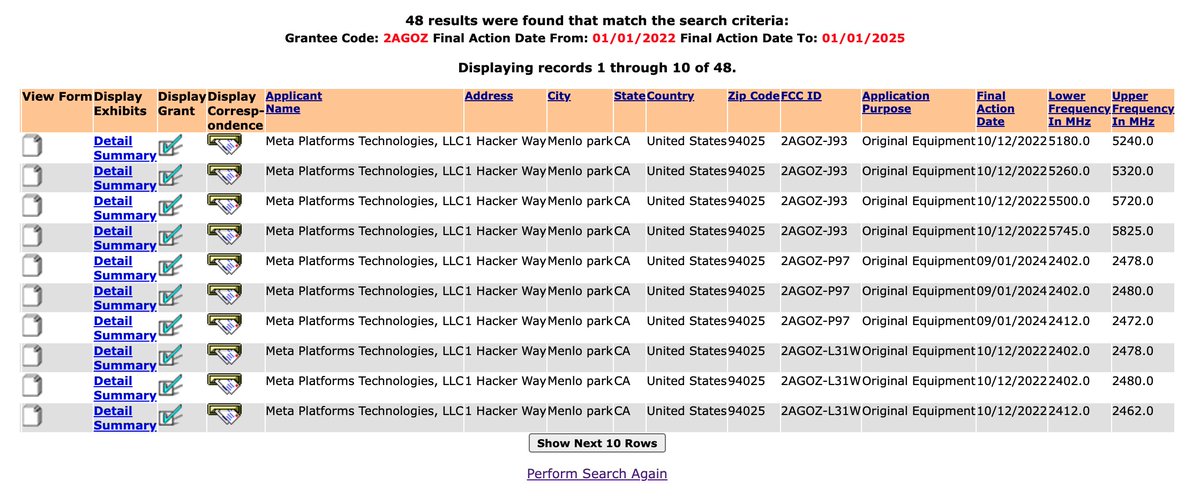 48 results were found that match the search criteria:
Grantee Code: 2AGOZ Final Action Date From: 01/01/2022 Final Action Date To: 01/01/2025
Displaying records 1 through 10 of 48.
View Form Display Exhibits Display Grant Display Corresp-ondence Applicant Name Address City State Country Zip Code FCC ID Application Purpose Final Action Date Lower Frequency In MHz Upper Frequency In MHz
Detail Summary Meta Platforms Technologies, LLC 1 Hacker Way Menlo park CA United States 94025 2AGOZ-J93 Original Equipment 10/12/2022 5180.0 5240.0
Detail Summary Meta Platforms Technologies, LLC 1 Hacker Way Menlo park CA United States 94025 2AGOZ-J93 Original Equipment 10/12/2022 5260.0 5320.0
Detail Summary Meta Platforms Technologies, LLC 1 Hacker Way Menlo park CA United States 94025 2AGOZ-J93 Original Equipment 10/12/2022 5500.0 5720.0
Detail Summary Meta Platforms Technologies, LLC 1 Hacker Way Menlo park CA United States 94025 2AGOZ-J93 Original Equipment 10/12/2022 5745.0 5825.0
Detail Summary Meta Platforms Technologies, LLC 1 Hacker Way Menlo park CA United States 94025 2AGOZ-P97 Original Equipment 09/01/2024 2402.0 2478.0
Detail Summary Meta Platforms Technologies, LLC 1 Hacker Way Menlo park CA United States 94025 2AGOZ-P97 Original Equipment 09/01/2024 2402.0 2480.0
Detail Summary Meta Platforms Technologies, LLC 1 Hacker Way Menlo park CA United States 94025 2AGOZ-P97 Original Equipment 09/01/2024 2412.0 2472.0
Detail Summary Meta Platforms Technologies, LLC 1 Hacker Way Menlo park CA United States 94025 2AGOZ-L31W Original Equipment 10/12/2022 2402.0 2478.0
Detail Summary Meta Platforms Technologies, LLC 1 Hacker Way Menlo park CA United States 94025 2AGOZ-L31W Original Equipment 10/12/2022 2402.0 2480.0
Detail Summary Meta Platforms Technologies, LLC 1 Hacker Way Menlo park CA United States 94025 2AGOZ-L31W Original Equipment 10/12/2022 2412.0 2462.0
Show Next 10 Rows
Perform Search Again